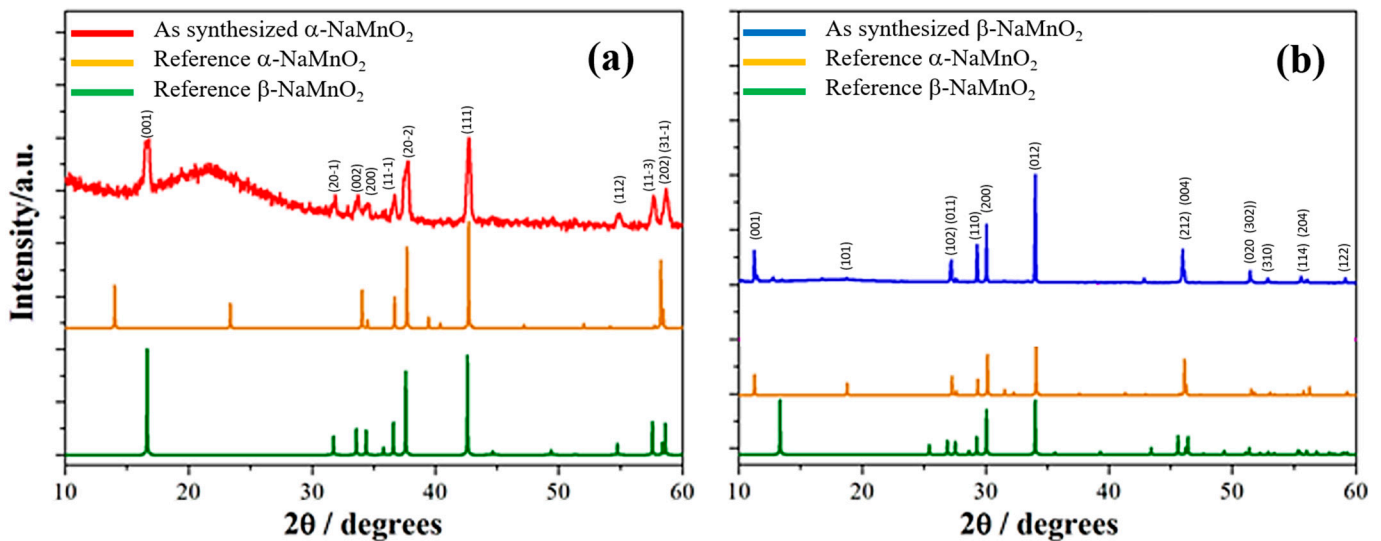 As synthesized α-NaMnO₂
Reference α-NaMnO₂
Reference β-NaMnO₂
(a)
(001)
(20-1)
(002)
(200)
(11-1)
(20-2)
(111)
(112)
(11-3)
(202) (31-1)
Intensity/a.u.
10 20 30 40 50 60
2θ / degrees
As synthesized β-NaMnO₂
Reference α-NaMnO₂
Reference β-NaMnO₂
(b)
(001)
(101)
(102) (011)
(110)
(200)
(012)
(212) (004)
(020 (302))
(310)
(114) (204)
(122)
10 20 30 40 50 60
2θ / degrees